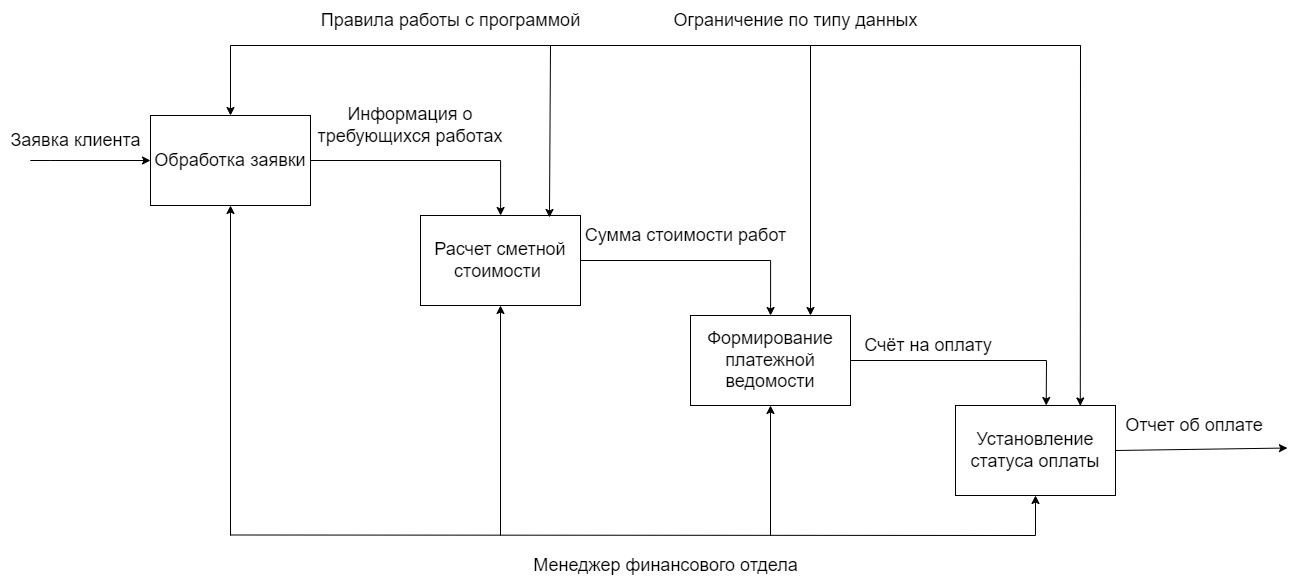 Правила работы с программой
Ограничение по типу данных
Заявка клиента
Обработка заявки
Информация о
требующихся работах
Расчет сметной
стоимости
Сумма стоимости работ
Формирование
платежной
ведомости
Счёт на оплату
Установление
статуса оплаты
Отчет об оплате
Менеджер финансового отдела